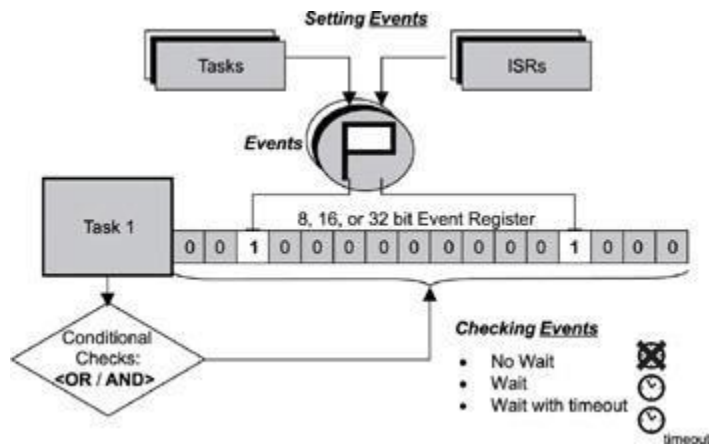 Setting Events
Tasks
ISRs
Events
8, 16, or 32 bit Event Register
Task 1
0 0 1 0 0 0 0 0 0 0 0 0 1 0 0 0
Conditional
Checks:
<OR / AND>
Checking Events
• No Wait
• Wait
• Wait with timeout
timeout